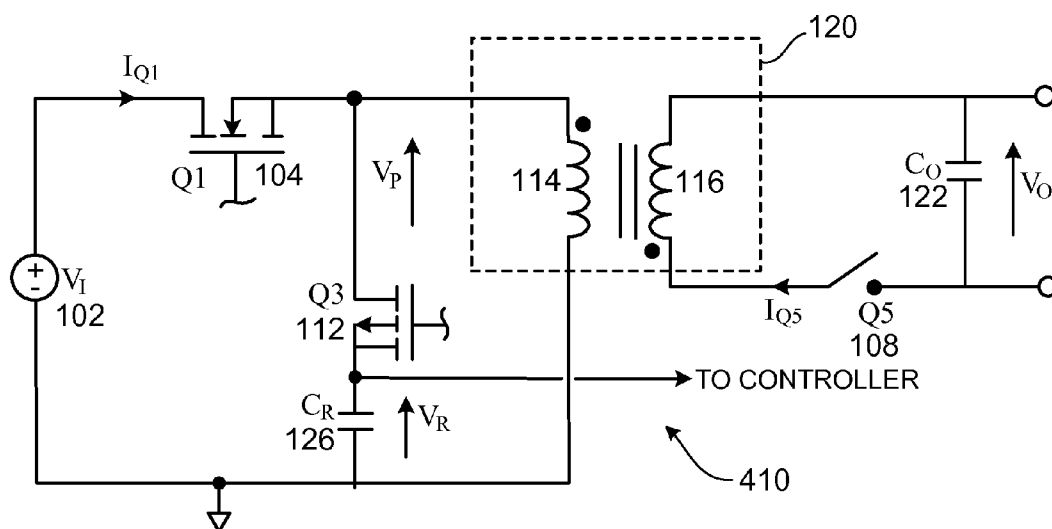 120
I_Q1
Q1
104
V_P
114
116
C_O
122
V_O
+
-
V_I
102
Q3
112
I_Q5
Q5
108
TO CONTROLLER
C_R
126
V_R
410